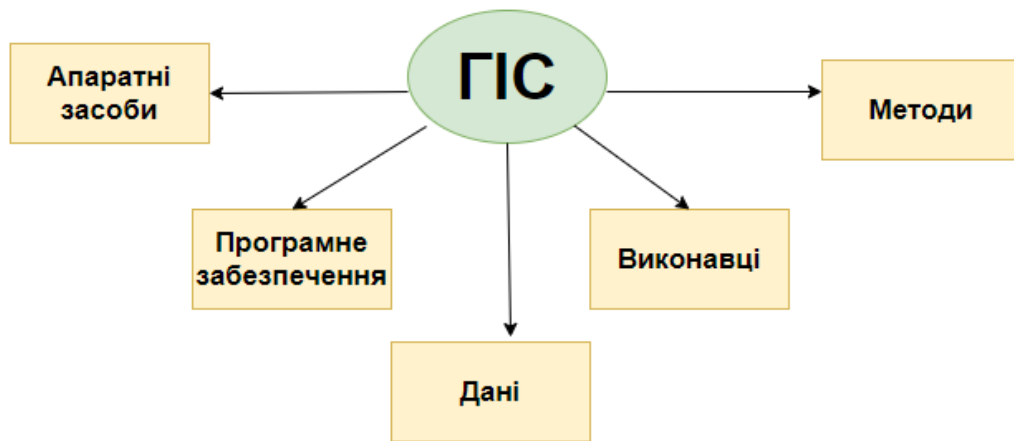 ГІС
Апаратні
засоби
Методи
Програмне
забезпечення
Виконавці
Дані